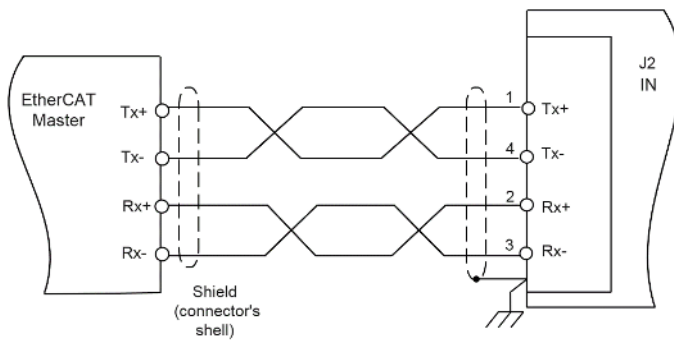 J2
IN
EtherCAT
Master
Tx+
1
Tx+
Tx-
4
Tx-
Rx+
2
Rx+
Rx-
3
Rx-
Shield
(connector's
shell)